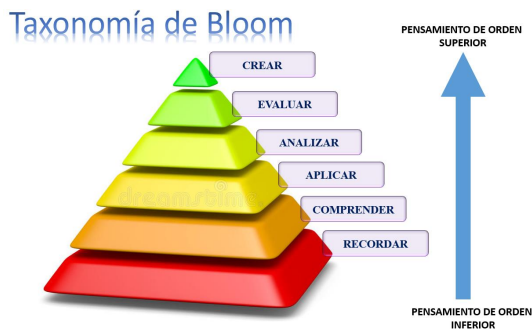 Taxonomía de Bloom
PENSAMIENTO DE ORDEN
SUPERIOR
CREAR
EVALUAR
ANALIZAR
APLICAR
COMPRENDER
RECORDAR
PENSAMIENTO DE ORDEN
INFERIOR